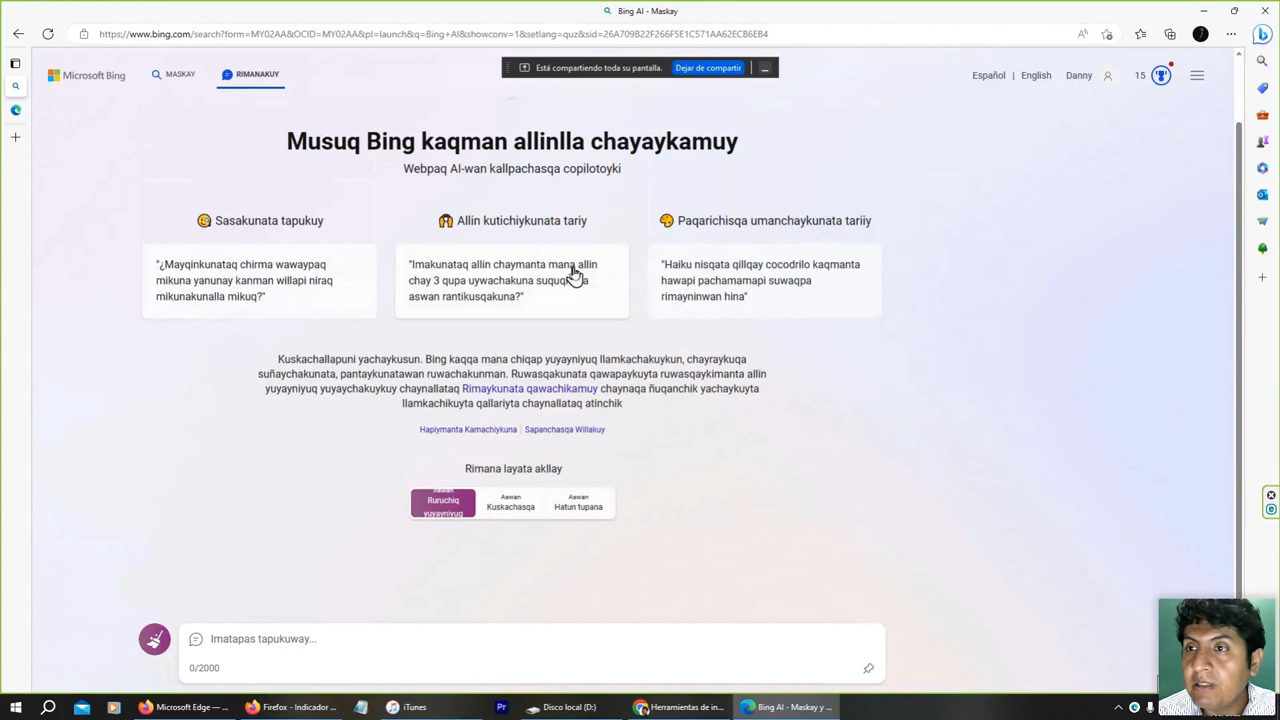 Bing AI - Maskay
https://www.bing.com/search?form=MY02AA&OCID=MY02AA&pl=launch&q=Bing+AI&showconv=1&setlang=quz&sid=26A709B22F266F5E1C571AA62ECB6EB4
Está compartiendo toda su pantalla. Dejar de compartir
Microsoft Bing MASKAY RIMANAKUY Español | English Danny 15
Musuq Bing kaqman allinlla chayaykamuy
Webpaq AI-wan kallpachasqa copilotoyki
Sasakunata tapukuy
"¿Mayqinkunataq chirma wawaypaq
mikuna yanunay kanman willapi niraq
mikunakunalla mikuq?"
Allin kutichiykunata tariy
"Imakunataq allin chaymanta mana allin
chay 3 qupa uywachakuna
aswan rantikusqakuna?"
Paqarichisqa umanchaykunata tariiy
"Haiku nisqata qillqay cocodrilo kaqmanta
hawapi pachamamapi suwaqpa
rimayninwan hina"
Kuskachallapuni yachaykusun. Bing kaqqa mana chiqap yuyayniyuq llamkachakuykun, chayraykuqa
suñaychakunata, pantaykunatawan ruwachakunman. Ruwasqakunata qawapaykuyta ruwasqaykimanta allin
yuyayniyuq yuyaychakuykuy chaynallataq Rimaykunata qawachikamuy chaynaqa ñuqanchik yachaykuyta
llamkachikuyta qallariyta chaynallataq atinchik
Hapiymanta Kamachiykuna | Sapanchasqa Willakuy
Rimana layata akllay
Aswan
Ruruchiq
yuyayniyuq
Aswan
Kuskachasqa
Aswan
Hatun tupana
Imatapas tapukuway...
0/2000
Microsoft Edge — ... Firefox - Indicador ... iTunes Disco local (D:) Herramientas de in... Bing AI - Maskay y ...